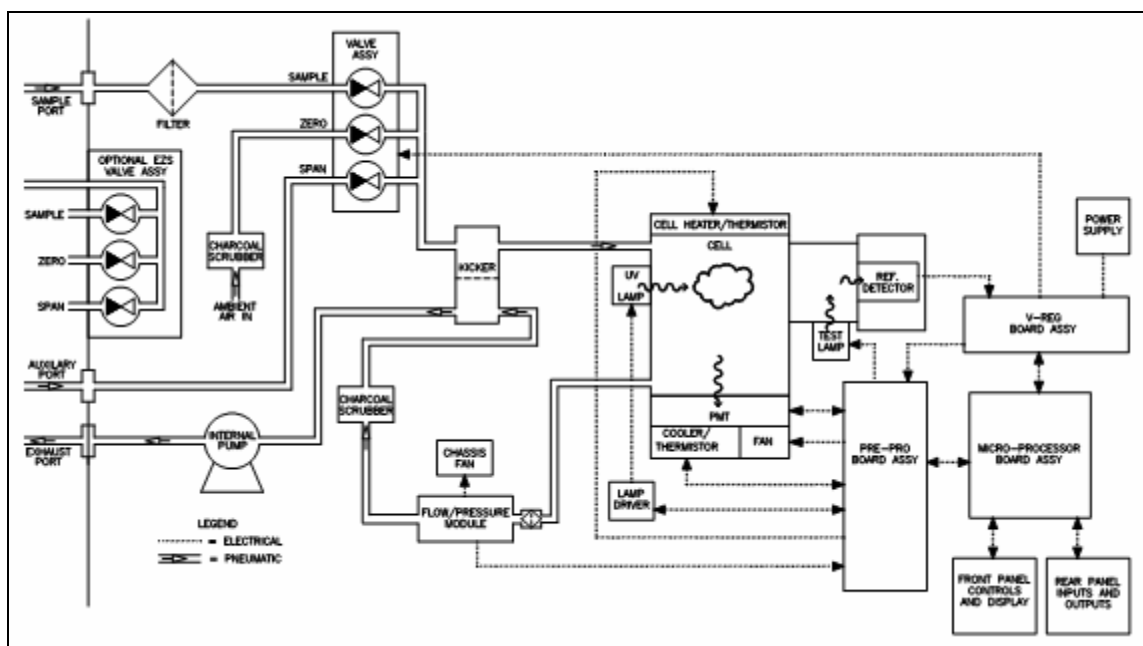 VALVE
ASSY
SAMPLE
SAMPLE
PORT
FILTER
ZERO
OPTIONAL EZS
VALVE ASSY
SPAN
SAMPLE
ZERO
SPAN
CHARCOAL
SCRUBBER
AMBIENT
AIR IN
KICKER
CELL HEATER/THERMISTOR
CELL
UV
LAMP
REF.
DETECTOR
TEST
LAMP
POWER
SUPPLY
V-REG
BOARD ASSY
AUXILARY
PORT
CHARCOAL
SCRUBBER
PMT
COOLER/
THERMISTOR
FAN
PRE-PRO
BOARD ASSY
MICRO-PROCESSOR
BOARD ASSY
EXHAUST
PORT
INTERNAL
PUMP
CHASSIS
FAN
LAMP
DRIVER
FLOW/PRESSURE
MODULE
LEGEND
= ELECTRICAL
= PNEUMATIC
FRONT PANEL
CONTROLS
AND DISPLAY
REAR PANEL
INPUTS AND
OUTPUTS